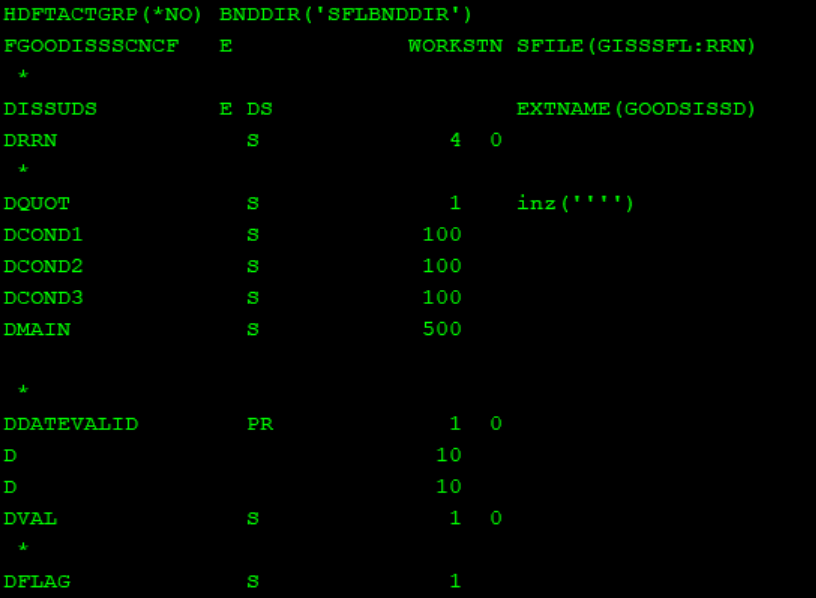 HDFTACTGRP(*NO) BNDDIR('SFLBNDDIR')
FGOODISSSCNCF   E                     WORKSTN SFILE(GISSSFL:RRN)
 *
DISSUDS         E DS                          EXTNAME(GOODSISSD)
DRRN              S              4  0
 *
DQUOT             S              1    inz('''')
DCOND1            S            100
DCOND2            S            100
DCOND3            S            100
DMAIN             S            500
 *
DDATEVALID        PR             1  0
D                               10
D                               10
DVAL              S              1  0
 *
DFLAG             S              1